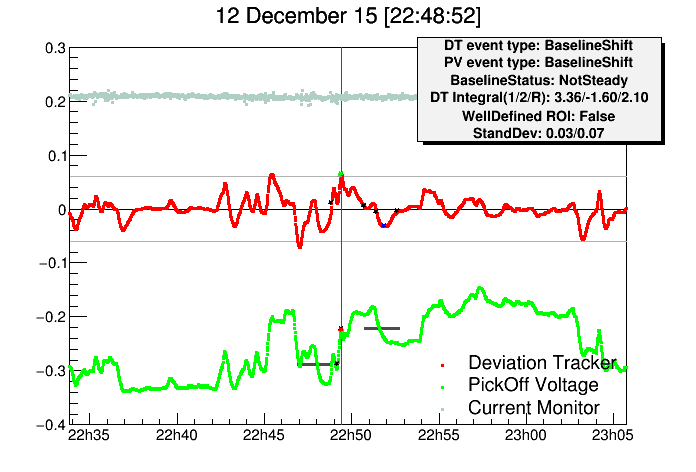 12 December 15 [22:48:52]
DT event type: BaselineShift
PV event type: BaselineShift
BaselineStatus: NotSteady
DT Integral(1/2/R): 3.36/-1.60/2.10
WellDefined ROI: False
StandDev: 0.03/0.07
0.3
0.2
0.1
0
−0.1
−0.2
−0.3
−0.4
Deviation Tracker
PickOff Voltage
Current Monitor
22h35 22h40 22h45 22h50 22h55 23h00 23h05